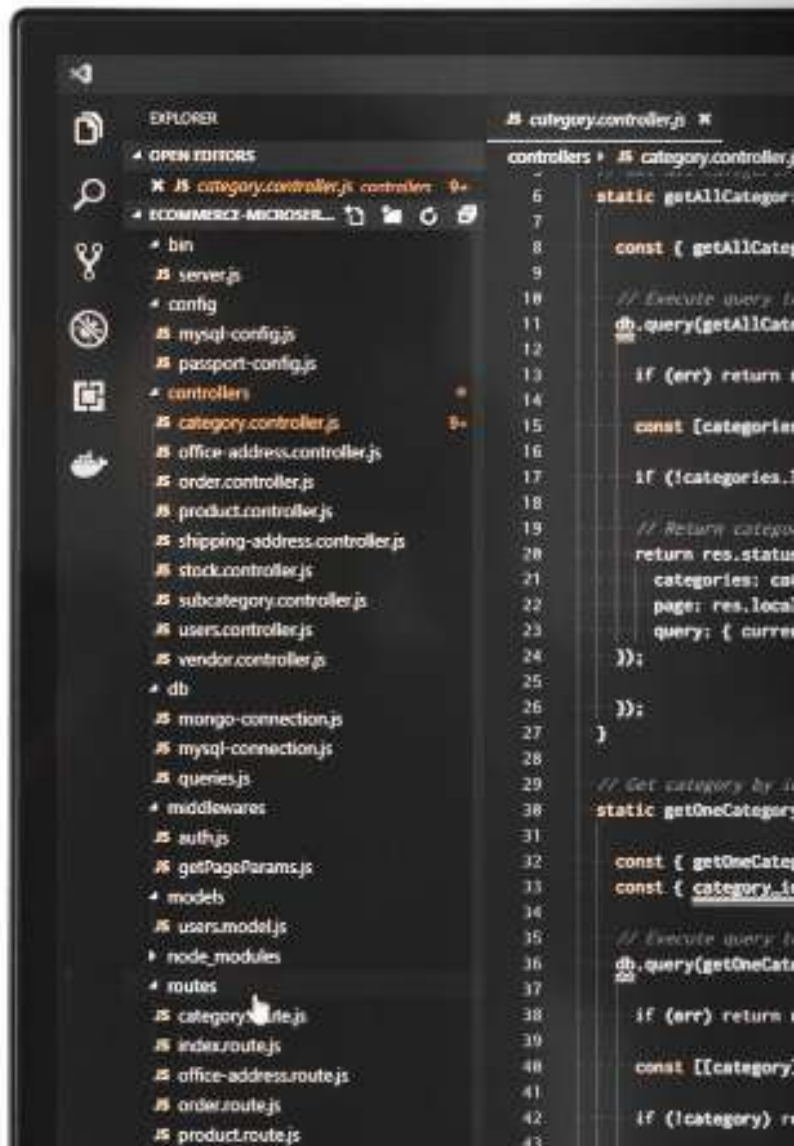 EXPLORER
OPEN EDITORS
JS category.controller.js controllers 9+
ECOMMERCE-MICROSER...
bin
JS server.js
config
JS mysql-config.js
JS passport-config.js
controllers
JS category.controller.js 9+
JS office-address.controller.js
JS order.controller.js
JS product.controller.js
JS shipping-address.controller.js
JS stock.controller.js
JS subcategory.controller.js
JS users.controller.js
JS vendor.controller.js
db
JS mongo-connection.js
JS mysql-connection.js
JS queries.js
middlewares
JS auth.js
JS getPageParams.js
models
JS users.model.js
node_modules
routes
JS category.
JS index.route.js
JS office-address.route.js
JS order.route.js
JS product.route.js
JS category.controller.js
controllers JS category.controller.j
6 static getAllCategor
7
8 const { getAllCate
9
10 // Execute query t
11 db.query(getAllCate
12
13 if (err) return
14
15 const [categories
16
17 if (!categories.l
18
19 // Return catego
20 return res.status
21 categories: ca
22 page: res.local
23 query: { curre
24 });
25
26 });
27 }
28
29 // Get category by i
30 static getOneCategory
31
32 const { getOneCate
33 const { category_i
34
35 // Execute query t
36 db.query(getOneCate
37
38 if (err) return
39
40 const [[category]
41
42 if (!category) re
43